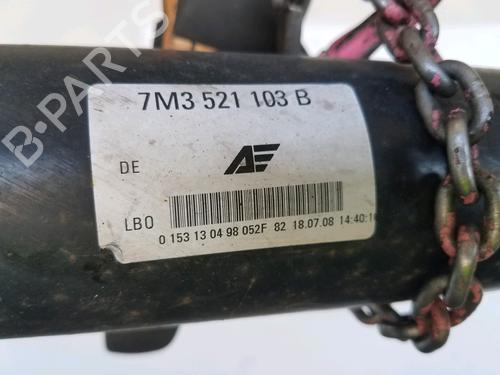 7M3 521 103 B
DE
AE
LBO
0 153 13 04 98 052F 82 18.07.08 14:40:16
B-PARTS